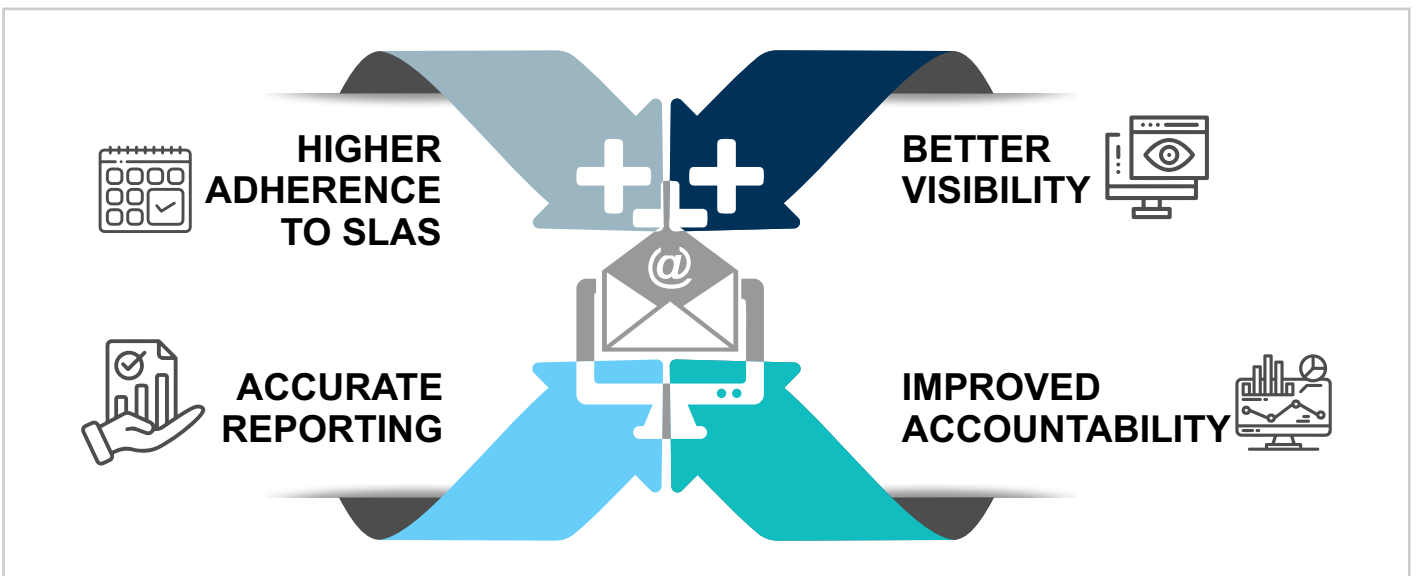 HIGHER
ADHERENCE
TO SLAS
BETTER
VISIBILITY
@
ACCURATE
REPORTING
IMPROVED
ACCOUNTABILITY